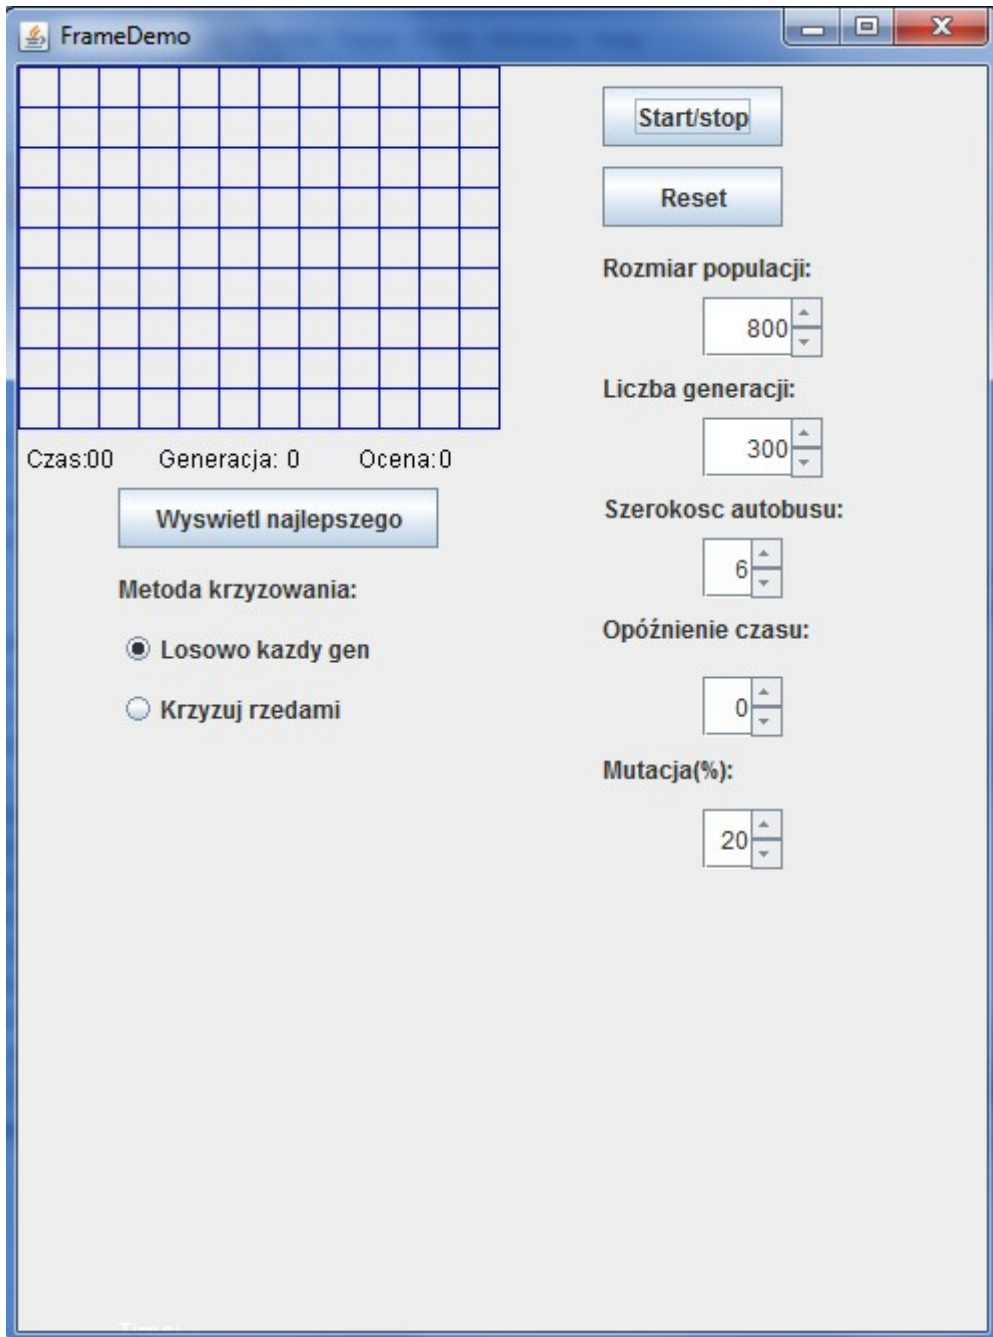 FrameDemo
Start/stop
Reset
Rozmiar populacji:
800
Liczba generacji:
300
Czas:00 Generacja: 0 Ocena:0
Wyswietl najlepszego
Szerokosc autobusu:
6
Metoda krzyzowania:
Losowo kazdy gen
Krzyzuj rzedami
Opóźnienie czasu:
0
Mutacja(%):
20